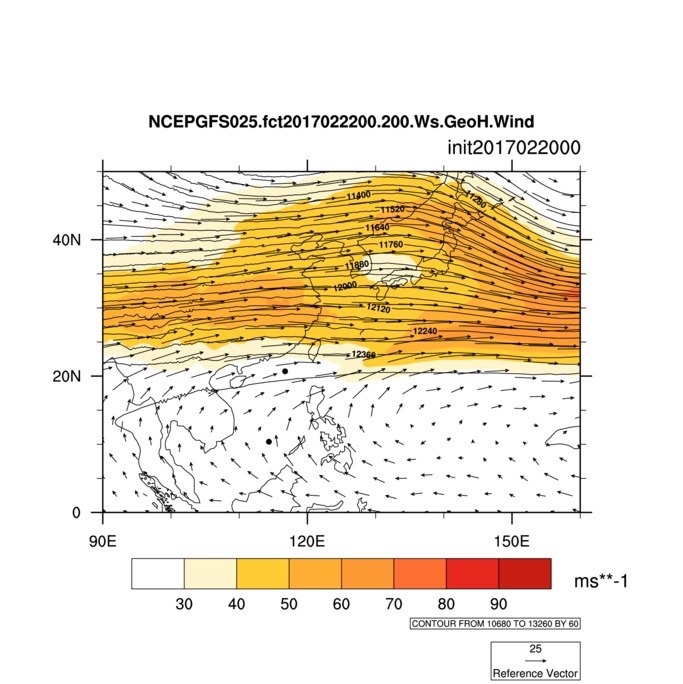 NCEPGFS025.fct2017022200.200.Ws.GeoH.Wind
init2017022000
11400
11280
11520
11640
11760
11880
12000
12120
12240
12360
40N
20N
0
90E 120E 150E
30 40 50 60 70 80 90
ms**-1
CONTOUR FROM 10680 TO 13260 BY 60
25
Reference Vector